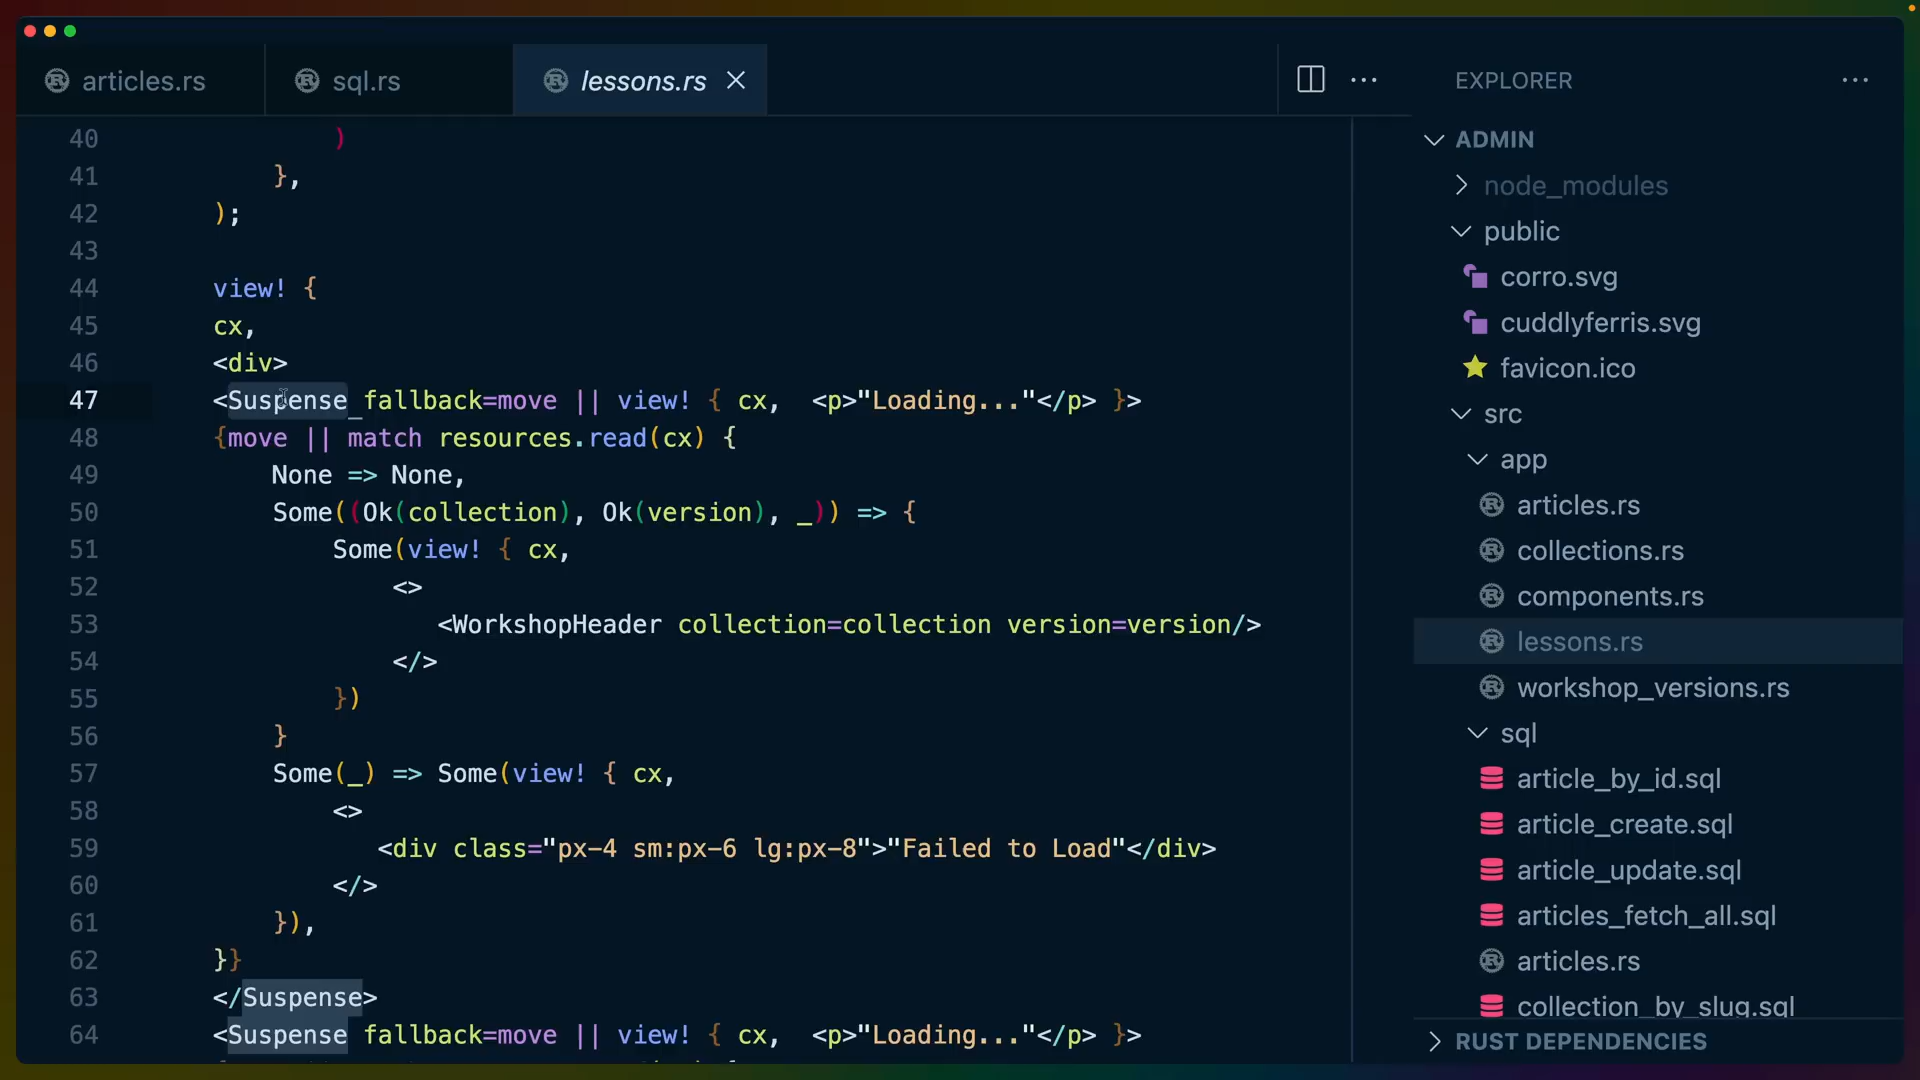 articles.rs
sql.rs
lessons.rs
EXPLORER
40 )
41 },
42 );
43
44 view! {
45 cx,
46 <div>
47 <Suspense fallback=move || view! { cx,  <p>"Loading..."</p> }>
48 {move || match resources.read(cx) {
49 None => None,
50 Some((Ok(collection), Ok(version), _)) => {
51 Some(view! { cx,
52 <>
53 <WorkshopHeader collection=collection version=version/>
54 </>
55 })
56 }
57 Some(_) => Some(view! { cx,
58 <>
59 <div class="px-4 sm:px-6 lg:px-8">"Failed to Load"</div>
60 </>
61 }),
62 }}
63 </Suspense>
64 <Suspense fallback=move || view! { cx,  <p>"Loading..."</p> }>
ADMIN
node_modules
public
corro.svg
cuddlyferris.svg
favicon.ico
src
app
articles.rs
collections.rs
components.rs
lessons.rs
workshop_versions.rs
sql
article_by_id.sql
article_create.sql
article_update.sql
articles_fetch_all.sql
articles.rs
collection_by_slug.sql
RUST DEPENDENCIES